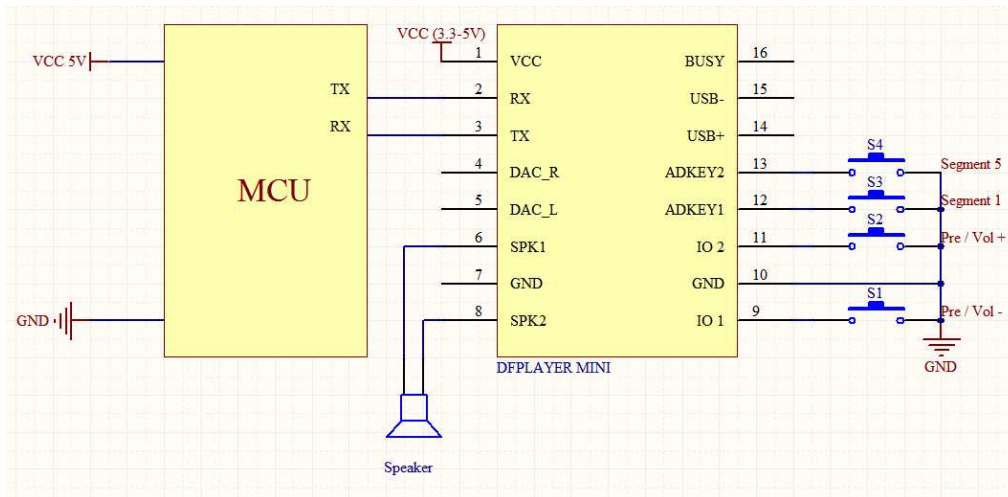 VCC 5V
GND
MCU
TX
RX
VCC (3.3-5V)
1 VCC
2 RX
3 TX
4 DAC_R
5 DAC_L
6 SPK1
7 GND
8 SPK2
BUSY 16
USB- 15
USB+ 14
ADKEY2 13
ADKEY1 12
IO 2 11
GND 10
IO 1 9
DFPLAYER MINI
Speaker
S4
Segment 5
S3
Segment 1
S2
Pre / Vol +
S1
Pre / Vol -
GND